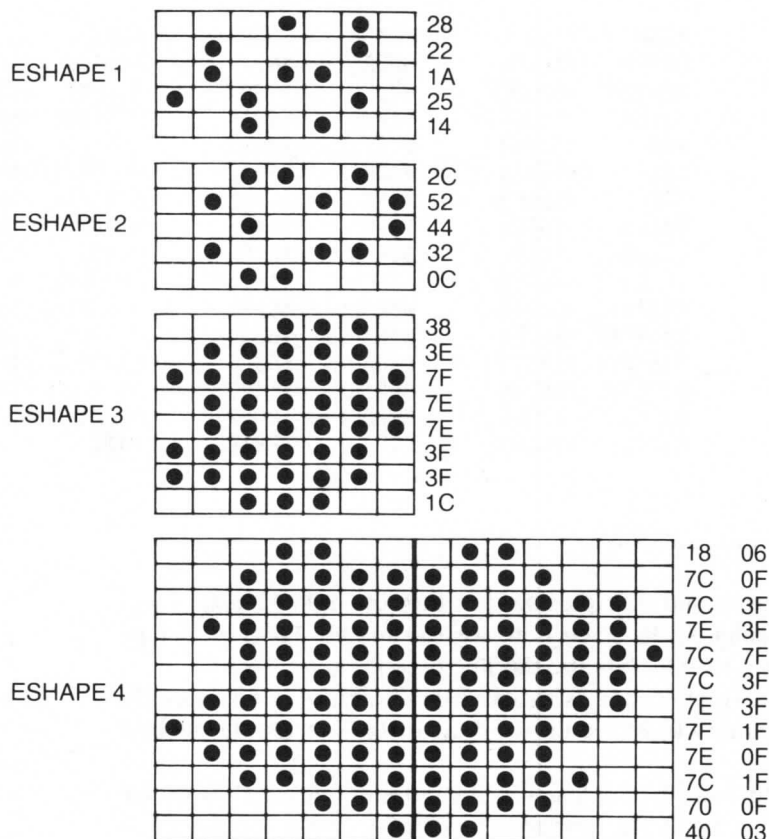 28
22
ESHAPE 1
1A
25
14
2C
52
ESHAPE 2
44
32
0C
38
3E
7F
7E
ESHAPE 3
7E
3F
3F
1C
18 06
7C 0F
7C 3F
7E 3F
7C 7F
7C 3F
ESHAPE 4
7E 3F
7F 1F
7E 0F
7C 1F
70 0F
40 03